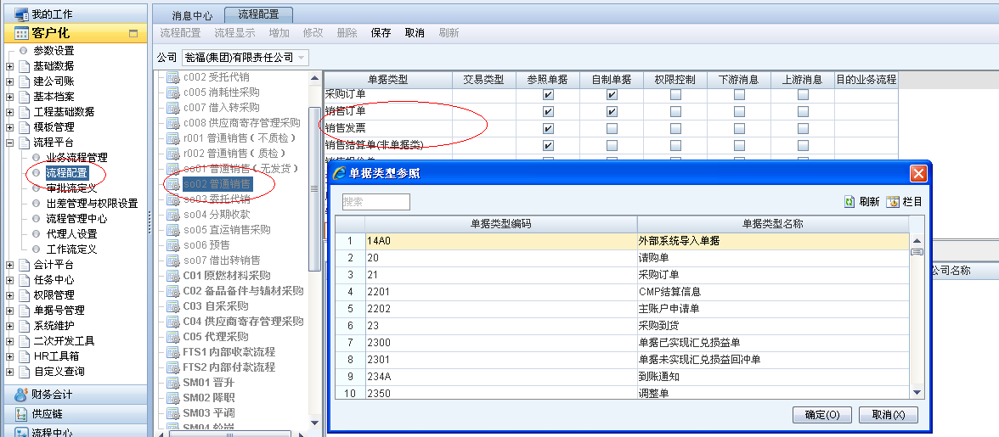 我的工作
客户化
参数设置
基础数据
建公司账
基本档案
工程基础数据
模板管理
流程平台
业务流程管理
流程配置
审批流定义
出差管理与权限设置
流程管理中心
代理人设置
工作流定义
会计平台
任务中心
权限管理
单据号管理
系统维护
二次开发工具
HR工具箱
自定义查询
财务会计
供应链
流程中心
消息中心 流程配置
流程配置 流程显示 增加 修改 删除 保存 取消 刷新
公司 瓮福(集团)有限责任公司
c002 受托代销
c005 消耗性采购
c007 借入转采购
c008 供应商寄存管理采购
r001 普通销售（不质检）
r002 普通销售（质检）
so01 普通销售（无发货）
so02 普通销售
so03 委托代销
so04 分期收款
so05 直运销售采购
so06 预售
so07 借出转销售
C01 原燃材料采购
C02 备品备件与辅材采购
C03 自采采购
C04 供应商寄存管理采购
C05 代理采购
FTS1 内部收款流程
FTS2 内部付款流程
SM01 晋升
SM02 降职
SM03 平调
SM04 轮岗
单据类型 交易类型 参照单据 自制单据 权限控制 下游消息 上游消息 目的业务流程
采购订单
销售订单
销售发票
销售结算单(非单据类)
公司名称
单据类型参照
搜索 刷新 栏目
单据类型编码 单据类型名称
1 14A0 外部系统导入单据
2 20 请购单
3 21 采购订单
4 2201 CMP结算信息
5 2202 主账户申请单
6 23 采购到货
7 2300 单据已实现汇兑损益单
8 2301 单据未实现汇兑损益回冲单
9 234A 到账通知
10 2350 调整单
确定(O) 取消(X)